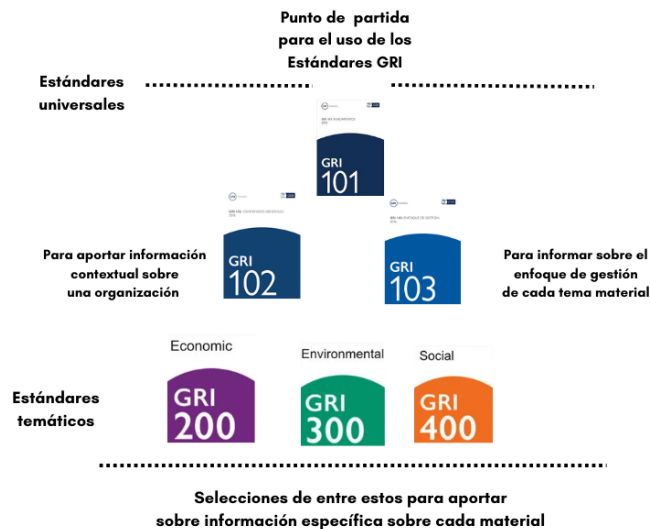 Punto de partida
para el uso de los
Estándares GRI
Estándares
universales
GRI
101
GRI
102
GRI
103
Para aportar información
contextual sobre
una organización
Para informar sobre el
enfoque de gestión
de cada tema material
Economic
Environmental
Social
GRI
200
GRI
300
GRI
400
Estándares
temáticos
Selecciones de entre estos para aportar
sobre información específica sobre cada material